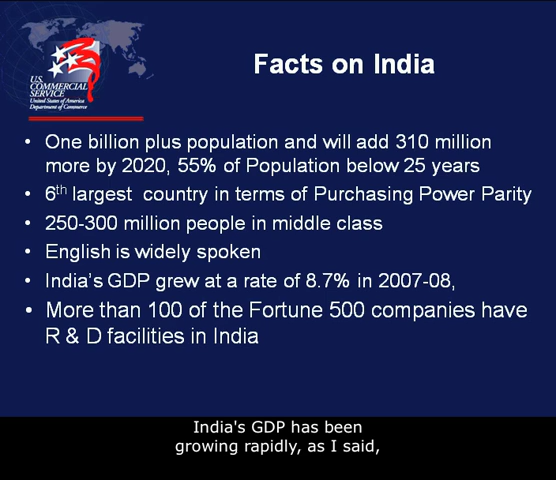 U.S.
COMMERCIAL
SERVICE
United States of America
Department of Commerce
Facts on India
• One billion plus population and will add 310 million
more by 2020, 55% of Population below 25 years
• 6th largest country in terms of Purchasing Power Parity
• 250-300 million people in middle class
• English is widely spoken
• India's GDP grew at a rate of 8.7% in 2007-08,
• More than 100 of the Fortune 500 companies have
R & D facilities in India
India's GDP has been
growing rapidly, as I said,